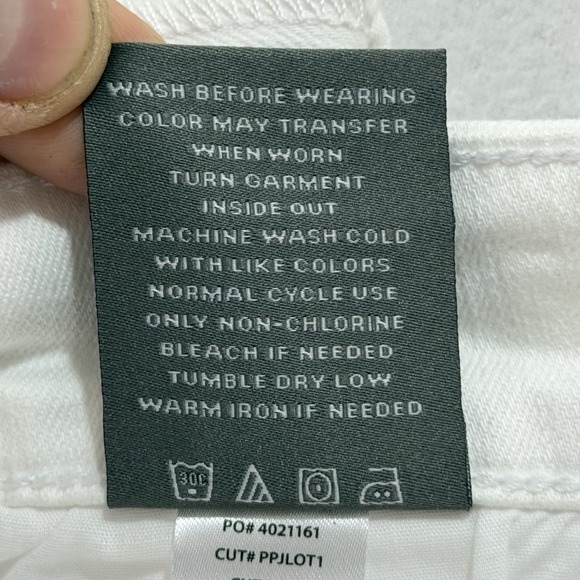 WASH BEFORE WEARING
COLOR MAY TRANSFER
WHEN WORN
TURN GARMENT
INSIDE OUT
MACHINE WASH COLD
WITH LIKE COLORS
NORMAL CYCLE USE
ONLY NON-CHLORINE
BLEACH IF NEEDED
TUMBLE DRY LOW
WARM IRON IF NEEDED
30C
PO# 4021161
CUT# PPJLOT1